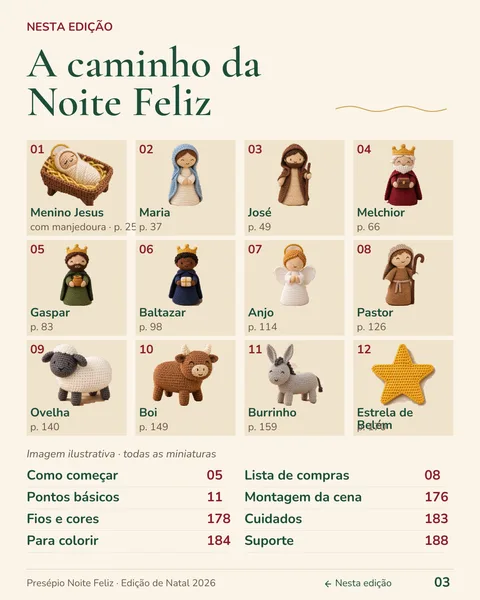 NESTA EDIÇÃO
A caminho da
Noite Feliz
01
Menino Jesus
com manjedoura · p. 25
02
Maria
p. 37
03
José
p. 49
04
Melchior
p. 66
05
Gaspar
p. 83
06
Baltazar
p. 98
07
Anjo
p. 114
08
Pastor
p. 126
09
Ovelha
p. 140
10
Boi
p. 149
11
Burrinho
p. 159
12
Estrela de
Belém
Imagem ilustrativa · todas as miniaturas
Como começar 05
Pontos básicos 11
Fios e cores 178
Para colorir 184
Lista de compras 08
Montagem da cena 176
Cuidados 183
Suporte 188
Presépio Noite Feliz · Edição de Natal 2026
← Nesta edição
03